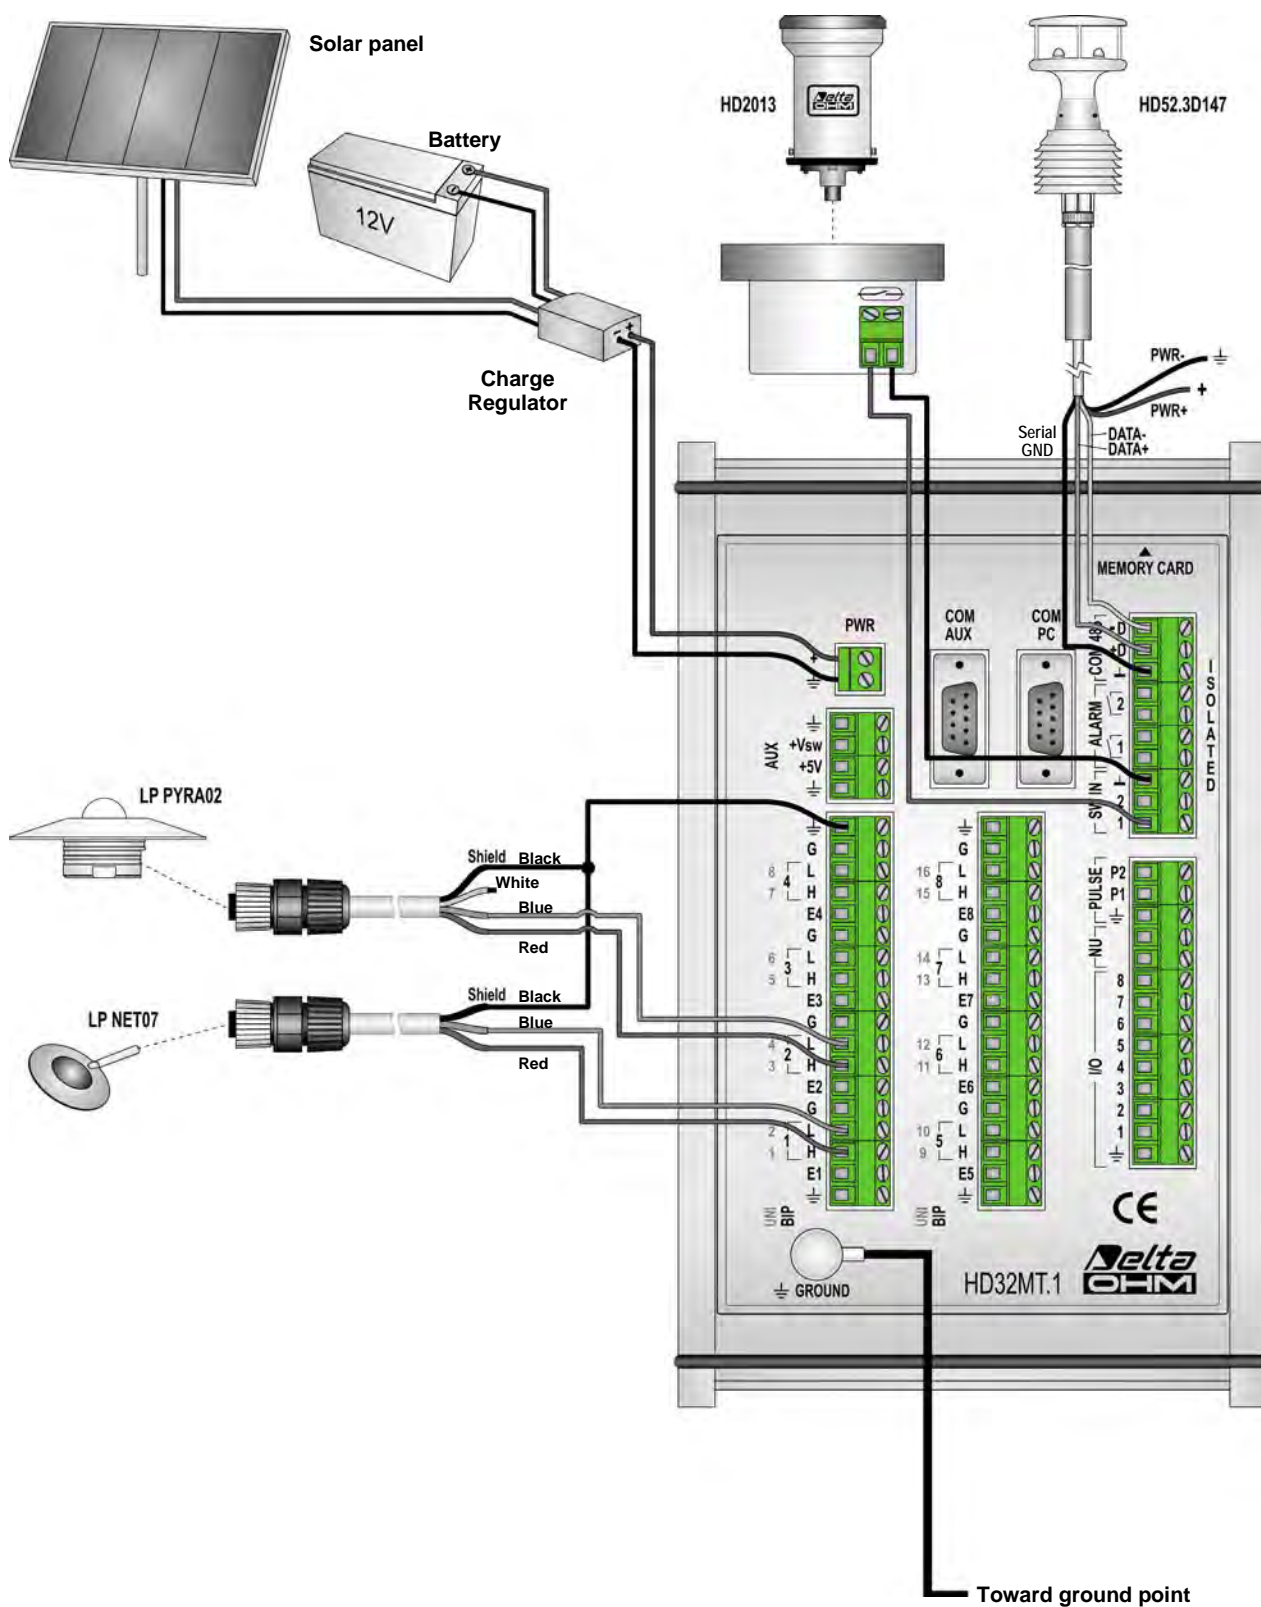 Solar panel
Battery
12V
- +
Charge
Regulator
HD2013
Delta
OHM
HD52.3D147
PWR-
+
PWR+
Serial
GND
DATA-
DATA+
MEMORY CARD
PWR
+
COM
AUX
COM
PC
COM 485
-D
+D
ALARM
2
1
SW IN
2
1
ISOLATED
AUX
+Vsw
+5V
LP PYRA02
Shield Black
White
Blue
Red
LP NET07
Shield Black
Blue
Red
G
8 4 L
7 H
E4
G
6 3 L
5 H
E3
G
4 2 L
3 H
E2
G
2 1 L
1 H
E1
UNI BIP
G
16 8 L
15 H
E8
G
14 7 L
13 H
E7
G
12 6 L
11 H
E6
G
10 5 L
9 H
E5
UNI BIP
PULSE
P2
P1
NU
I/O
8
7
6
5
4
3
2
1
CE
GROUND
HD32MT.1
Delta
OHM
Toward ground point